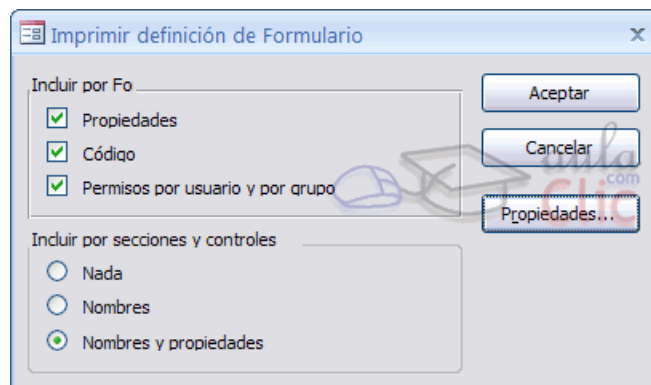 Imprimir definición de Formulario
Incluir por Fo
Propiedades
Código
Permisos por usuario y por grupo
Aceptar
Cancelar
Propiedades...
aula
.com
Clic
Incluir por secciones y controles
Nada
Nombres
Nombres y propiedades